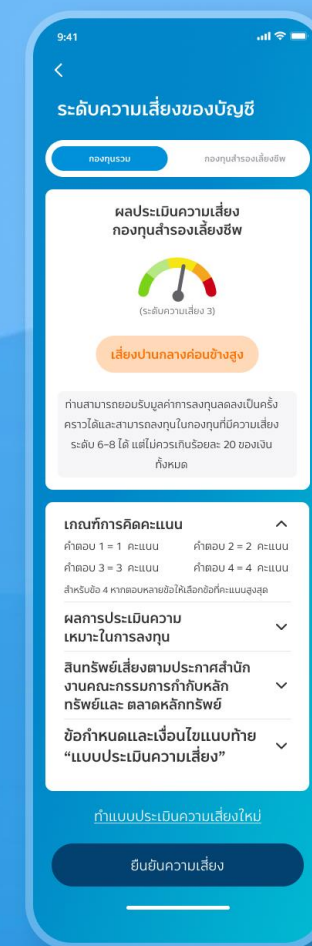 9:41
ระดับความเสี่ยงของบัญชี
กองทุนรวม
กองทุนสำรองเลี้ยงชีพ
ผลประเมินความเสี่ยง
กองทุนสำรองเลี้ยงชีพ
(ระดับความเสี่ยง 3)
เสี่ยงปานกลางค่อนข้างสูง
ท่านสามารถยอมรับมูลค่าการลงทุนลดลงเป็นครั้ง
คราวได้และสามารถลงทุนในกองทุนที่มีความเสี่ยง
ระดับ 6-8 ได้ แต่ไม่ควรเกินร้อยละ 20 ของเงิน
ทั้งหมด
เกณฑ์การคิดคะแนน
คำตอบ 1 = 1 คะแนน คำตอบ 2 = 2 คะแนน
คำตอบ 3 = 3 คะแนน คำตอบ 4 = 4 คะแนน
สำหรับข้อ 4 หากตอบหลายข้อให้เลือกข้อที่คะแนนสูงสุด
ผลการประเมินความ
เหมาะในการลงทุน
สินทรัพย์เสี่ยงตามประกาศสำนัก
งานคณะกรรมการกำกับหลัก
ทรัพย์และ ตลาดหลักทรัพย์
ข้อกำหนดและเงื่อนไขแนบท้าย
“แบบประเมินความเสี่ยง”
ทำแบบประเมินความเสี่ยงใหม่
ยืนยันความเสี่ยง